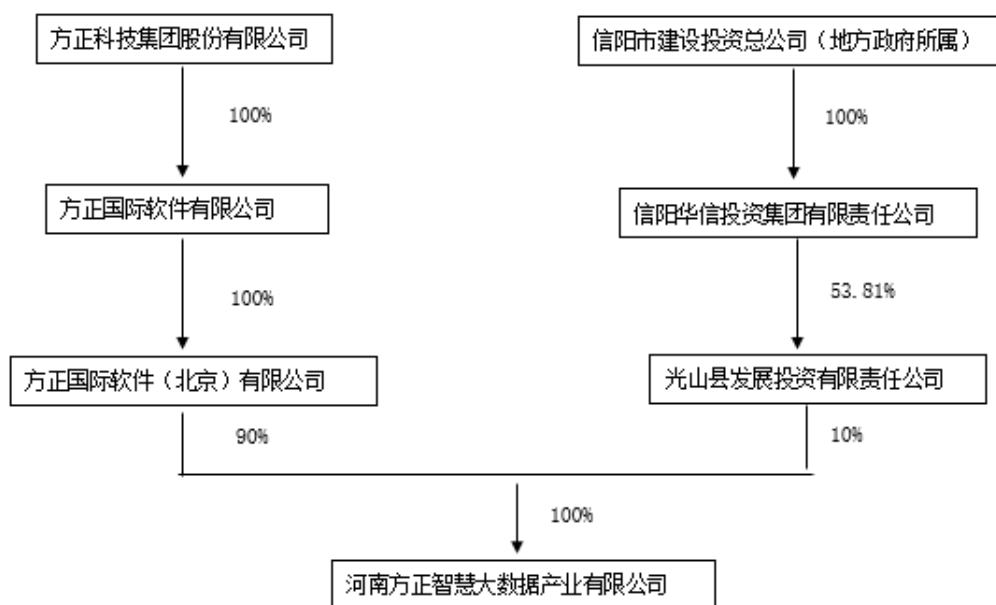 方正科技集团股份有限公司
信阳市建设投资总公司（地方政府所属）
100%
100%
方正国际软件有限公司
信阳华信投资集团有限责任公司
100%
53.81%
方正国际软件（北京）有限公司
光山县发展投资有限责任公司
90%
10%
100%
河南方正智慧大数据产业有限公司